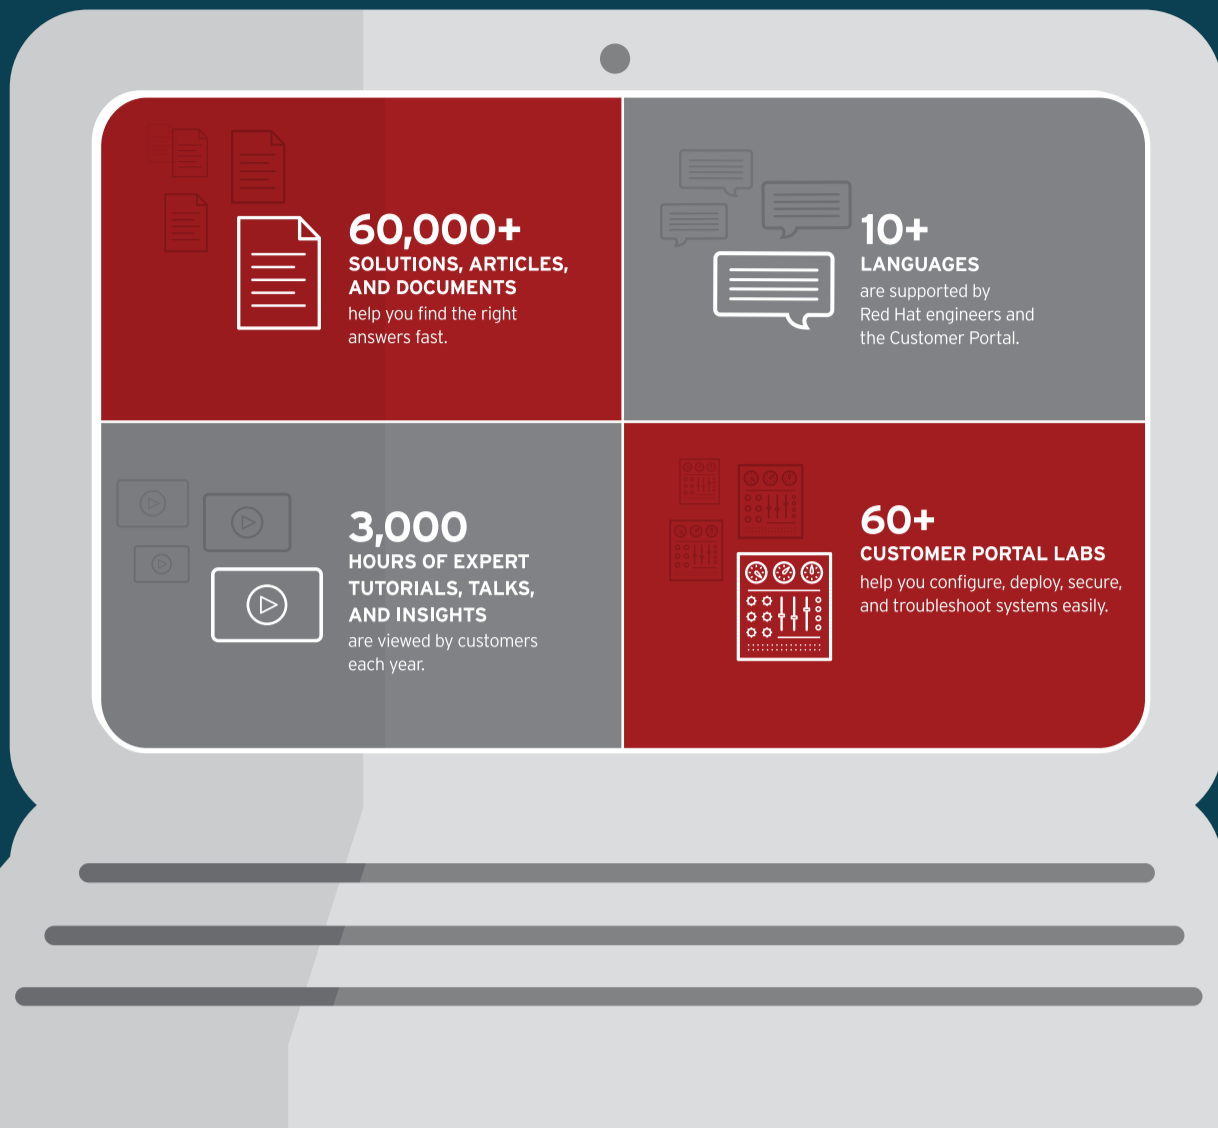 60,000+
SOLUTIONS, ARTICLES,
AND DOCUMENTS
help you find the right
answers fast.
10+
LANGUAGES
are supported by
Red Hat engineers and
the Customer Portal.
3,000
HOURS OF EXPERT
TUTORIALS, TALKS,
AND INSIGHTS
are viewed by customers
each year.
60+
CUSTOMER PORTAL LABS
help you configure, deploy, secure,
and troubleshoot systems easily.